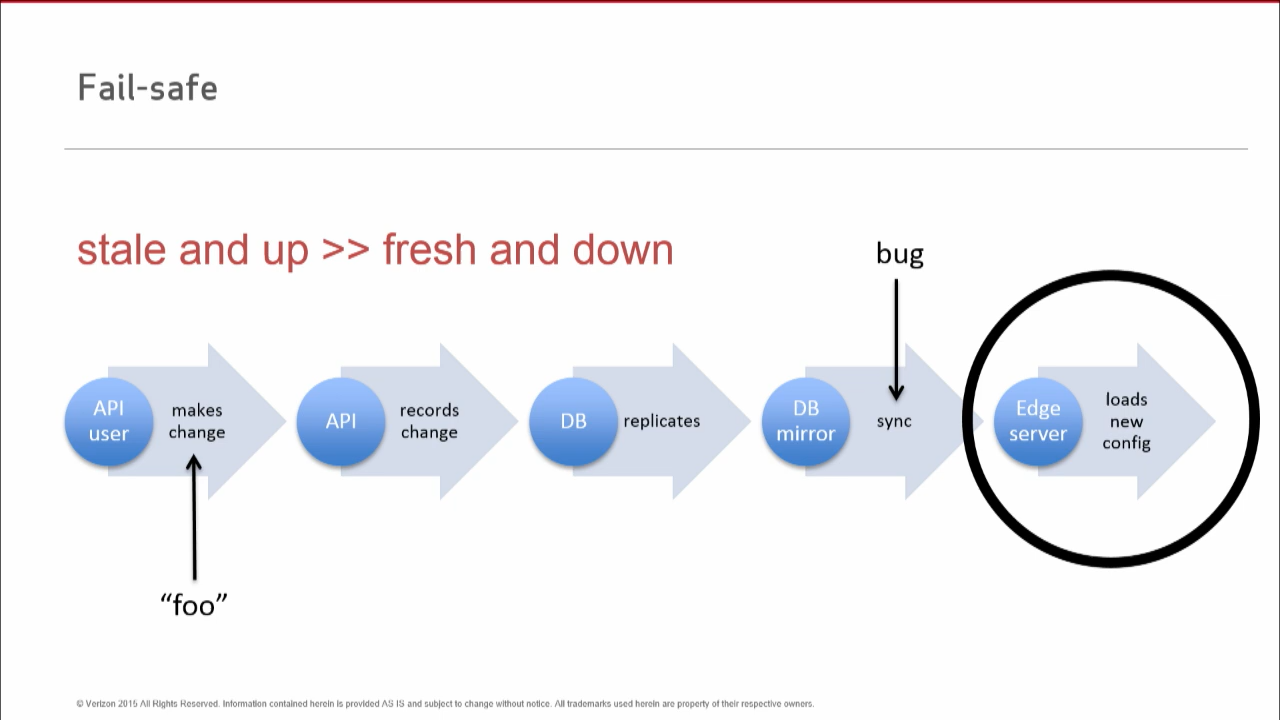 Fail-safe
stale and up >> fresh and down
bug
API
user
makes
change
API
records
change
DB
replicates
DB
mirror
sync
Edge
server
loads
new
config
“foo”
© Verizon 2015 All Rights Reserved. Information contained herein is provided AS IS and subject to change without notice. All trademarks used herein are property of their respective owners.